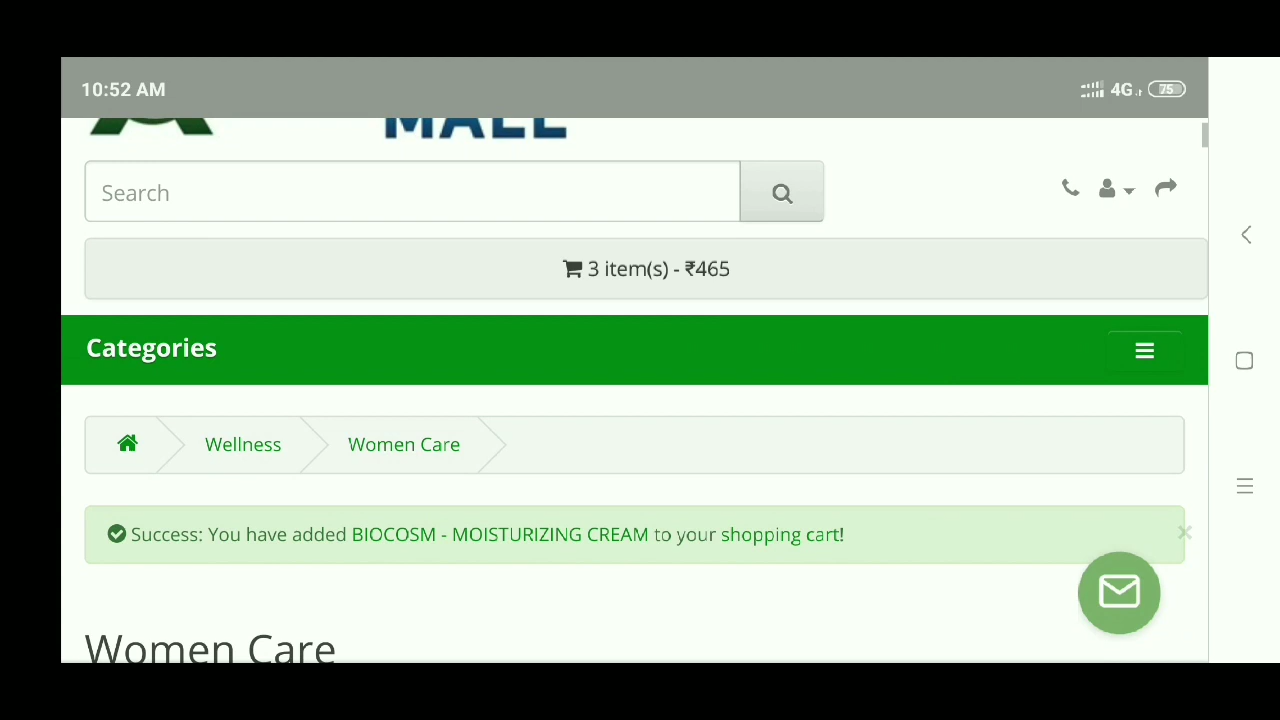 10:52 AM
4G
75
MALL
Search
3 item(s) - ₹465
Categories
Wellness
Women Care
Success: You have added BIOCOSM - MOISTURIZING CREAM to your shopping cart!
×
Women Care